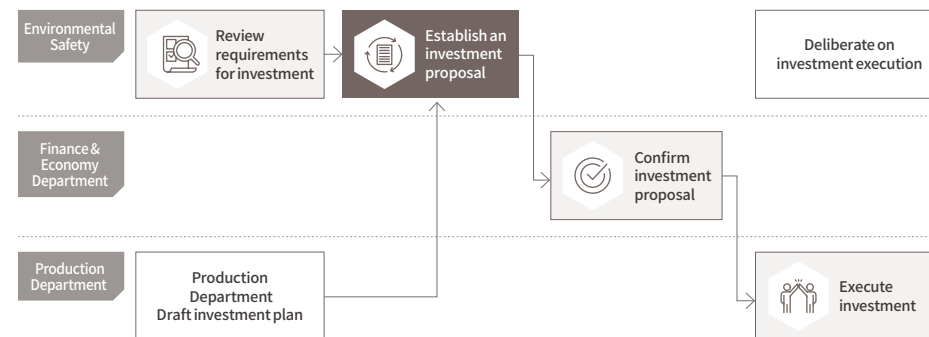 Environmental
Safety
Review
requirements
for investment
Establish an
investment
proposal
Deliberate on
investment execution
Finance &
Economy
Department
Confirm
investment
proposal
Production
Department
Production
Department
Draft investment plan
Execute
investment